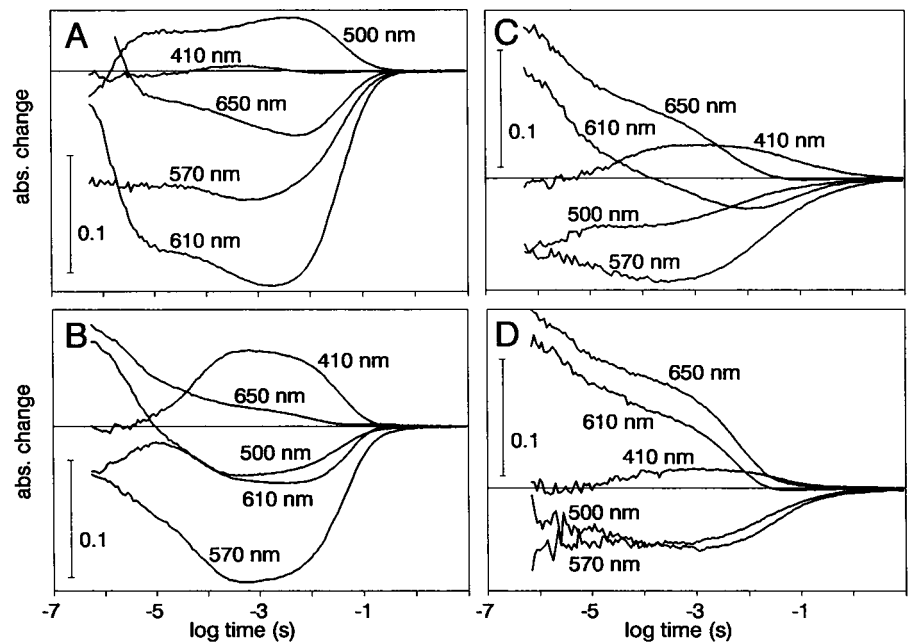 A
500 nm
410 nm
650 nm
570 nm
610 nm
0.1
abs. change
C
650 nm
610 nm
410 nm
0.1
500 nm
570 nm
B
410 nm
650 nm
500 nm
610 nm
570 nm
0.1
abs. change
-7 -5 -3 -1
log time (s)
D
650 nm
610 nm
0.1
410 nm
500 nm
570 nm
-7 -5 -3 -1
log time (s)